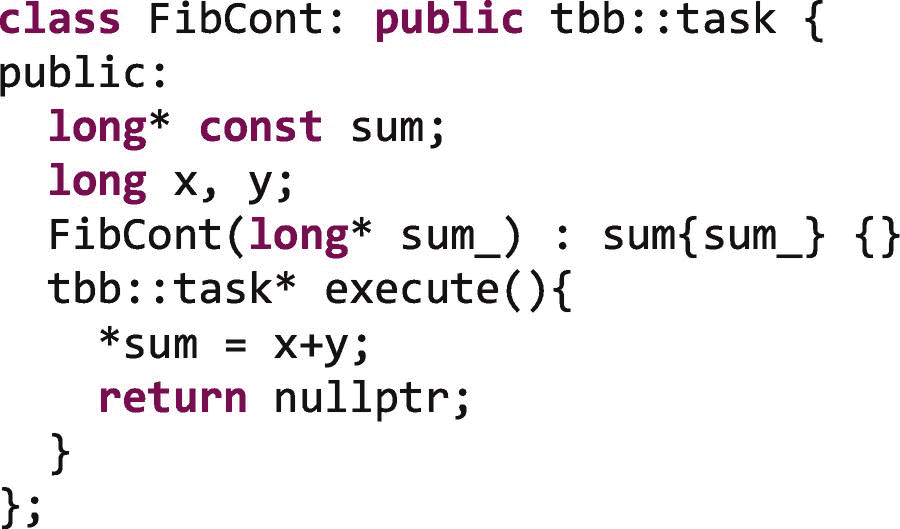 class FibCont: public tbb::task {
public:
  long* const sum;
  long x, y;
  FibCont(long* sum_) : sum{sum_} {}
  tbb::task* execute(){
    *sum = x+y;
    return nullptr;
  }
};